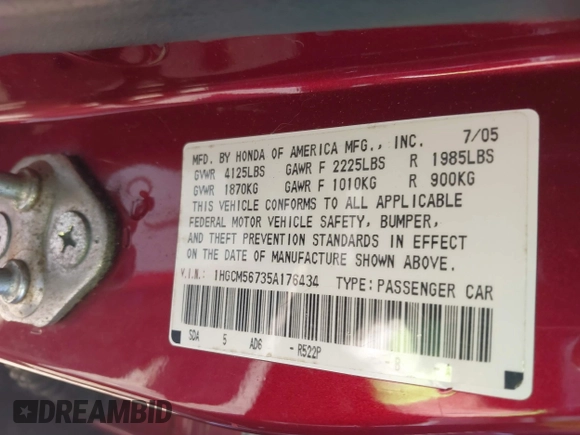 MFD. BY HONDA OF AMERICA MFG., INC. 7/05
GVWR 4125LBS GAWR F 2225LBS R 1985LBS
GVWR 1870KG GAWR F 1010KG R 900KG
THIS VEHICLE CONFORMS TO ALL APPLICABLE
FEDERAL MOTOR VEHICLE SAFETY, BUMPER,
AND THEFT PREVENTION STANDARDS IN EFFECT
ON THE DATE OF MANUFACTURE SHOWN ABOVE.
V.I.N.: 1HGCM56735A176434 TYPE:PASSENGER CAR
SDA 5 AD6 - R522P - B
DREAMBID